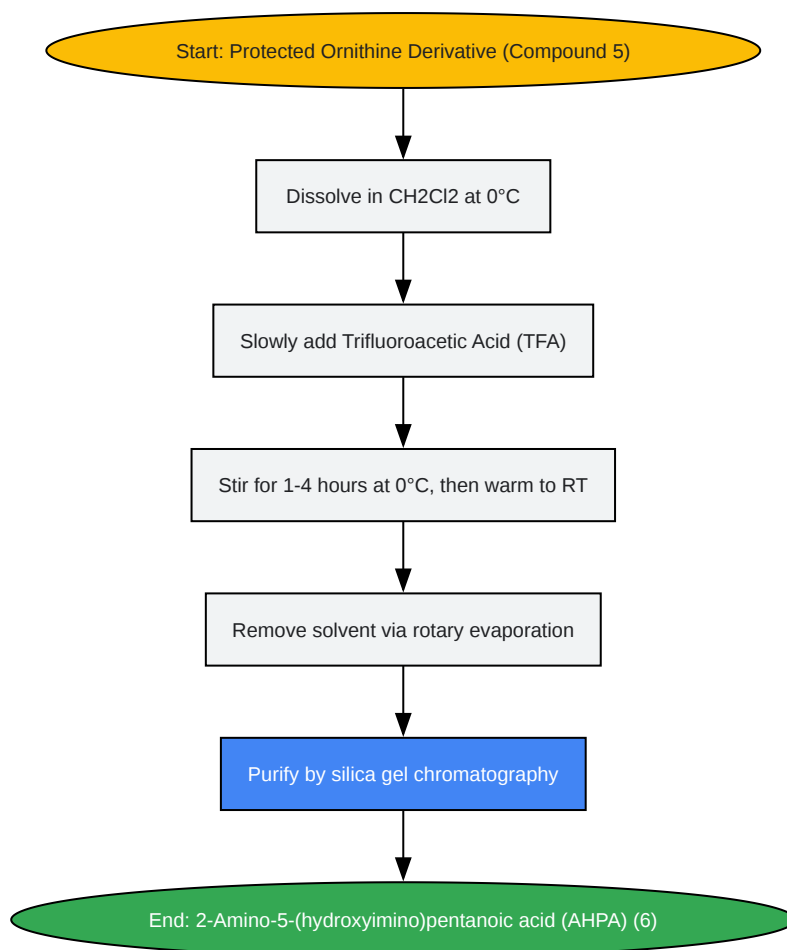 Start: Protected Ornithine Derivative (Compound 5)
Dissolve in CH2Cl2 at 0°C
Slowly add Trifluoroacetic Acid (TFA)
Stir for 1-4 hours at 0°C, then warm to RT
Remove solvent via rotary evaporation
Purify by silica gel chromatography
End: 2-Amino-5-(hydroxyimino)pentanoic acid (AHPA) (6)